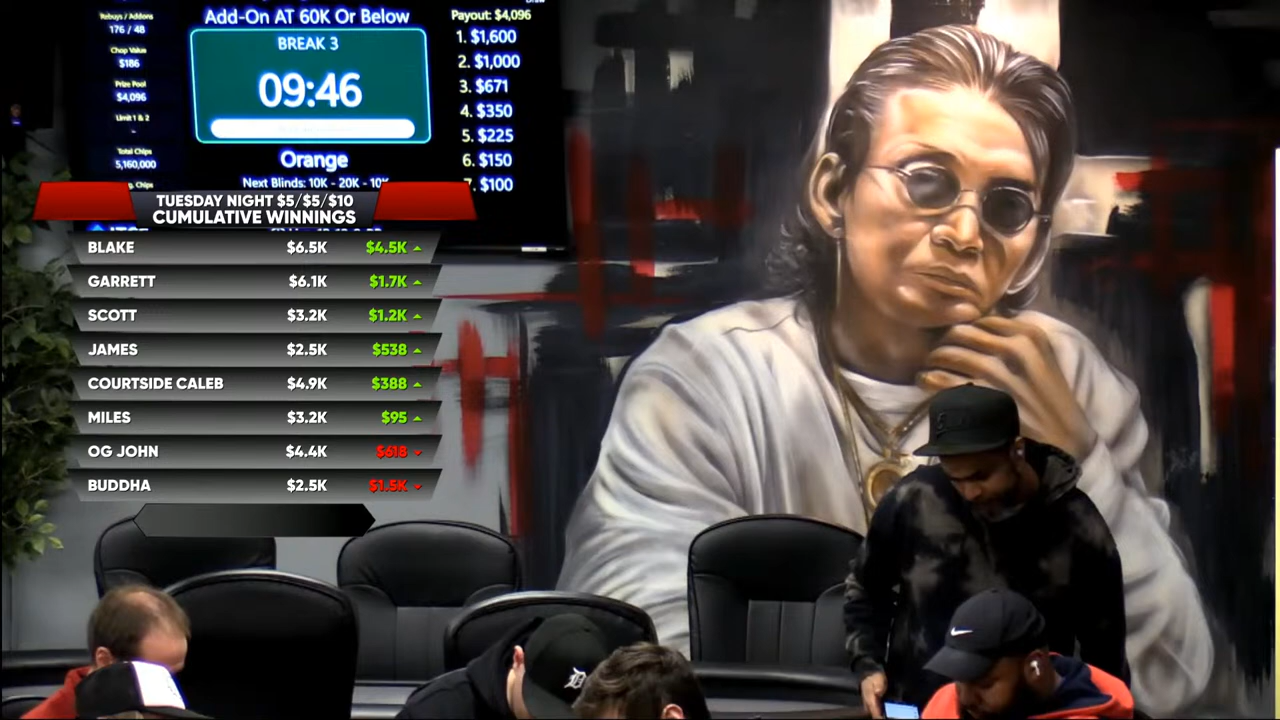 Rebuys / Addons
176 / 48
Chop Value
$186
Prize Pool
$4,096
Limit 1 & 2
-
Total Chips
5,160,000
Chips
Add-On AT 60K Or Below
BREAK 3
09:46
Orange
Next Blinds: 10K - 20K - 10K
Payout: $4,096
1. $1,600
2. $1,000
3. $671
4. $350
5. $225
6. $150
7. $100
TUESDAY NIGHT $5/$5/$10
CUMULATIVE WINNINGS
BLAKE $6.5K $4.5K
GARRETT $6.1K $1.7K
SCOTT $3.2K $1.2K
JAMES $2.5K $538
COURTSIDE CALEB $4.9K $388
MILES $3.2K $95
OG JOHN $4.4K $618
BUDDHA $2.5K $1.5K
D